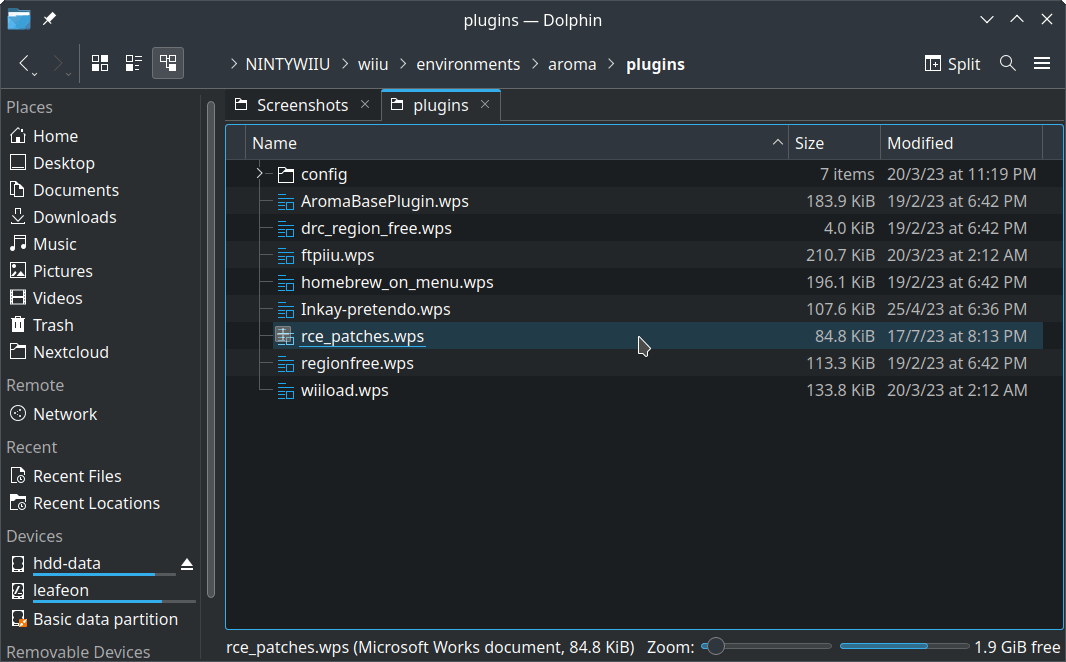 plugins — Dolphin
NINTYWIIU wiiu environments aroma plugins Split
Places
Home
Desktop
Documents
Downloads
Music
Pictures
Videos
Trash
Nextcloud
Remote
Network
Recent
Recent Files
Recent Locations
Devices
hdd-data
leafeon
Basic data partition
Removable Devices
Screenshots plugins
Name Size Modified
config 7 items 20/3/23 at 11:19 PM
AromaBasePlugin.wps 183.9 KiB 19/2/23 at 6:42 PM
drc_region_free.wps 4.0 KiB 19/2/23 at 6:42 PM
ftpiiu.wps 210.7 KiB 20/3/23 at 2:12 AM
homebrew_on_menu.wps 196.1 KiB 19/2/23 at 6:42 PM
Inkay-pretendo.wps 107.6 KiB 25/4/23 at 6:36 PM
rce_patches.wps 84.8 KiB 17/7/23 at 8:13 PM
regionfree.wps 113.3 KiB 19/2/23 at 6:42 PM
wiiload.wps 133.8 KiB 20/3/23 at 2:12 AM
rce_patches.wps (Microsoft Works document, 84.8 KiB) Zoom: 1.9 GiB free